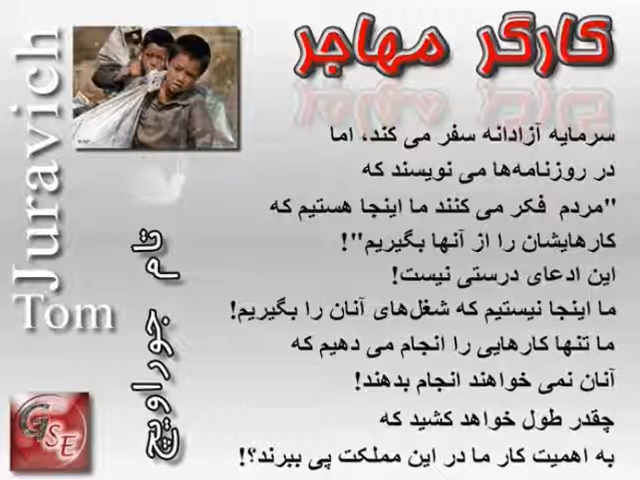 کارگر مهاجر
سرمایه آزادانه سفر می کند، اما
در روزنامه‌ها می نویسند که
"مردم فکر می کنند ما اینجا هستیم که
کارهایشان را از آنها بگیریم"!
این ادعای درستی نیست!
ما اینجا نیستیم که شغل‌های آنان را بگیریم!
ما تنها کارهایی را انجام می دهیم که
آنان نمی خواهند انجام بدهند!
چقدر طول خواهد کشید که
به اهمیت کار ما در این مملکت پی ببرند؟!
Tom Juravich
تام جوراویچ
GSE